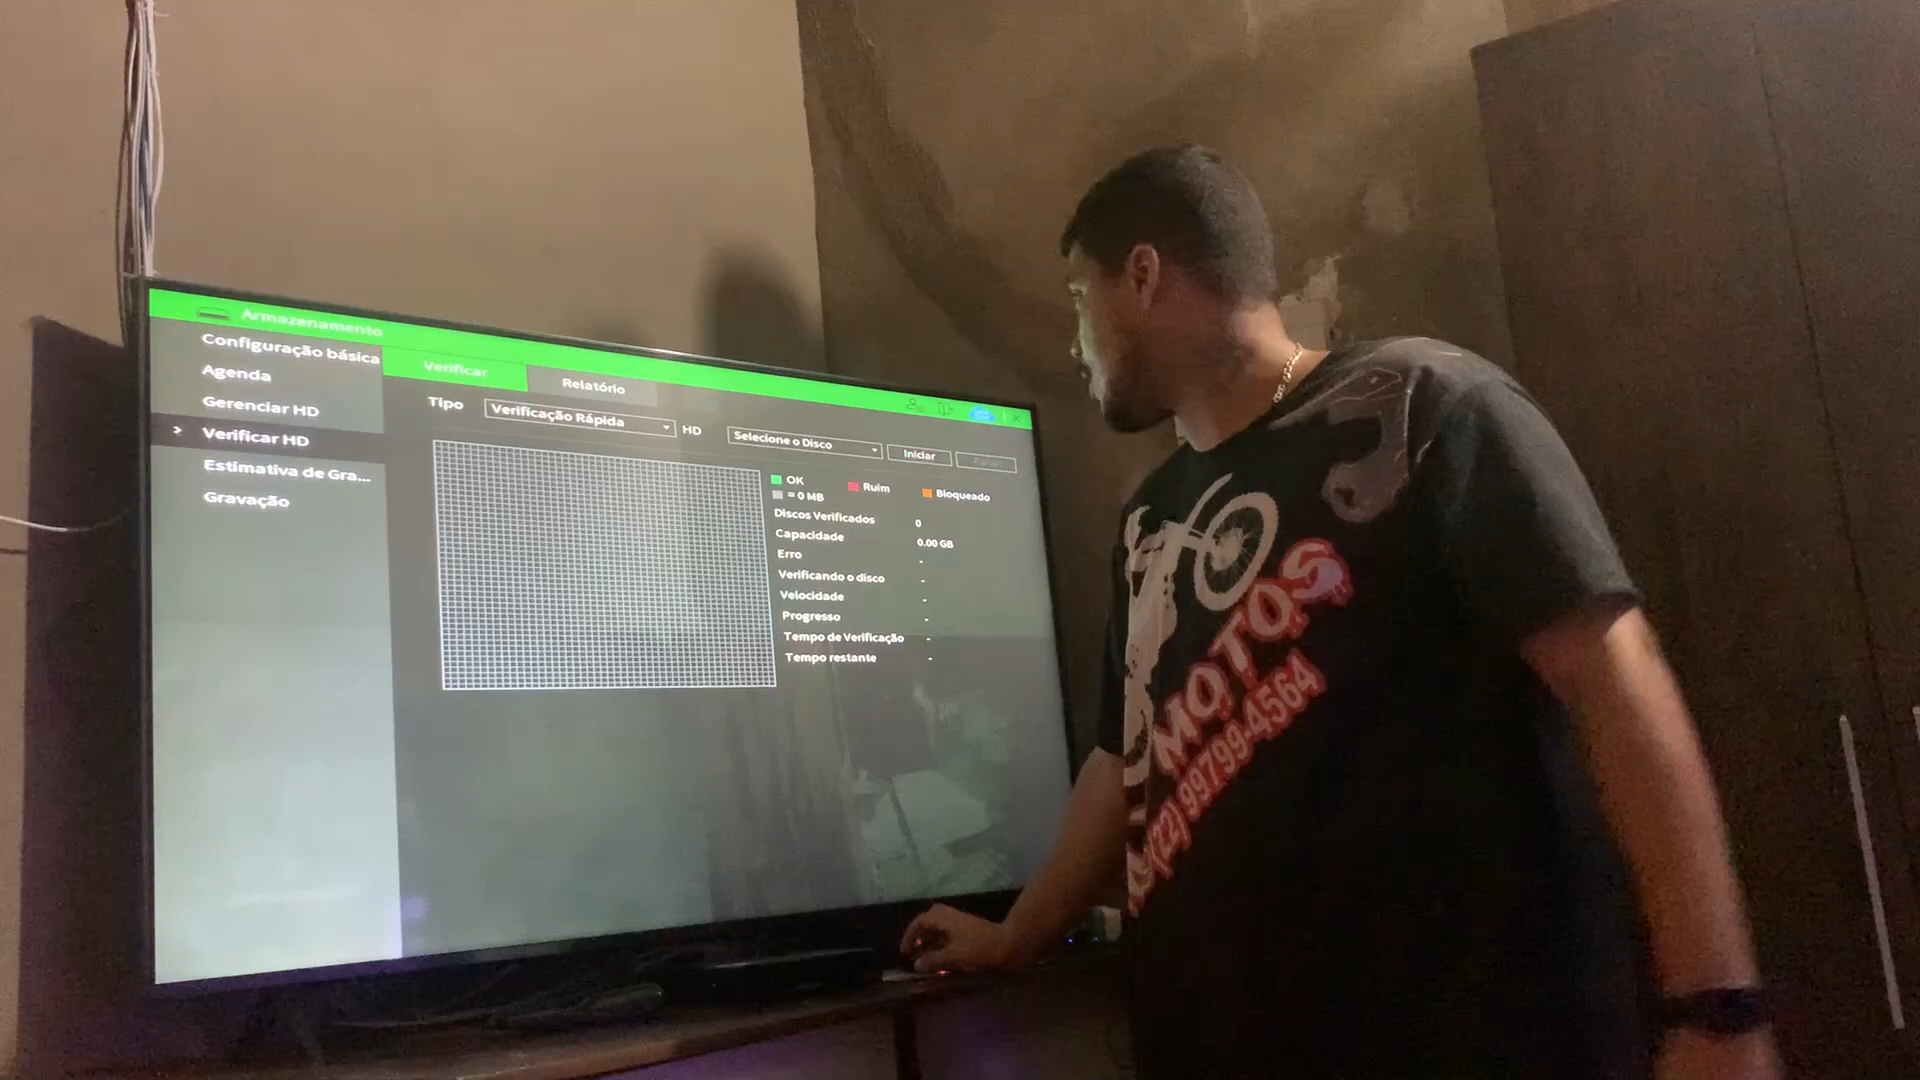 Armazenamento
Configuração básica
Agenda
Gerenciar HD
> Verificar HD
Estimativa de Gra...
Gravação
Verificar
Relatório
Tipo
Verificação Rápida
HD
Selecione o Disco
Iniciar
OK
Ruim
Bloqueado
= 0 MB
Discos Verificados 0
Capacidade 0.00 GB
Erro -
Verificando o disco -
Velocidade -
Progresso -
Tempo de Verificação -
Tempo restante -
MOTOS
(22) 99799-4564